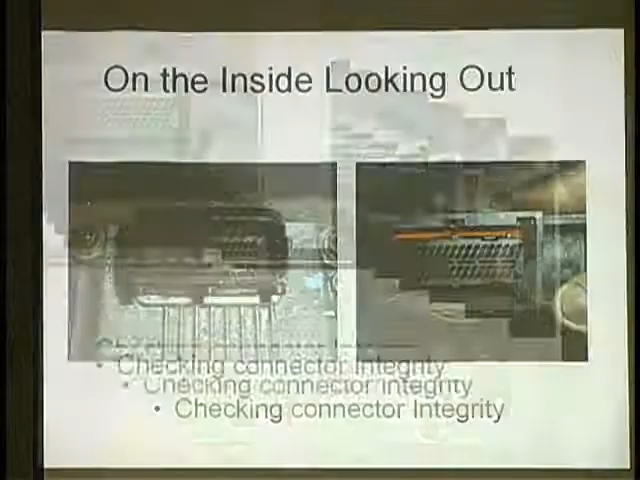 On the Inside Looking Out
• Checking connector Integrity
• Checking connector Integrity
• Checking connector Integrity